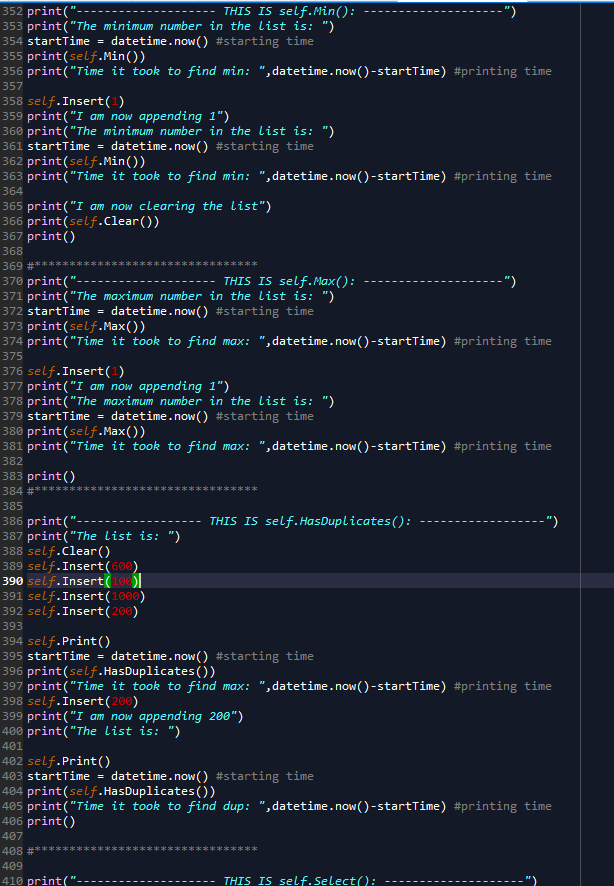 352 print("-------------------- THIS IS self.Min(): --------------------")
353 print("The minimum number in the list is: ")
354 startTime = datetime.now() #starting time
355 print(self.Min())
356 print("Time it took to find min: ",datetime.now()-startTime) #printing time
357
358 self.Insert(1)
359 print("I am now appending 1")
360 print("The minimum number in the list is: ")
361 startTime = datetime.now() #starting time
362 print(self.Min())
363 print("Time it took to find min: ",datetime.now()-startTime) #printing time
364
365 print("I am now clearing the list")
366 print(self.Clear())
367 print()
368
369 #********************************
370 print("-------------------- THIS IS self.Max(): --------------------")
371 print("The maximum number in the list is: ")
372 startTime = datetime.now() #starting time
373 print(self.Max())
374 print("Time it took to find max: ",datetime.now()-startTime) #printing time
375
376 self.Insert(1)
377 print("I am now appending 1")
378 print("The maximum number in the list is: ")
379 startTime = datetime.now() #starting time
380 print(self.Max())
381 print("Time it took to find max: ",datetime.now()-startTime) #printing time
382
383 print()
384 #********************************
385
386 print("------------------ THIS IS self.HasDuplicates(): ------------------")
387 print("The list is: ")
388 self.Clear()
389 self.Insert(600)
390 self.Insert(100)
391 self.Insert(1000)
392 self.Insert(200)
393
394 self.Print()
395 startTime = datetime.now() #starting time
396 print(self.HasDuplicates())
397 print("Time it took to find max: ",datetime.now()-startTime) #printing time
398 self.Insert(200)
399 print("I am now appending 200")
400 print("The list is: ")
401
402 self.Print()
403 startTime = datetime.now() #starting time
404 print(self.HasDuplicates())
405 print("Time it took to find dup: ",datetime.now()-startTime) #printing time
406 print()
407
408 #********************************
409
410 print("-------------------- THIS IS self.Select(): --------------------")